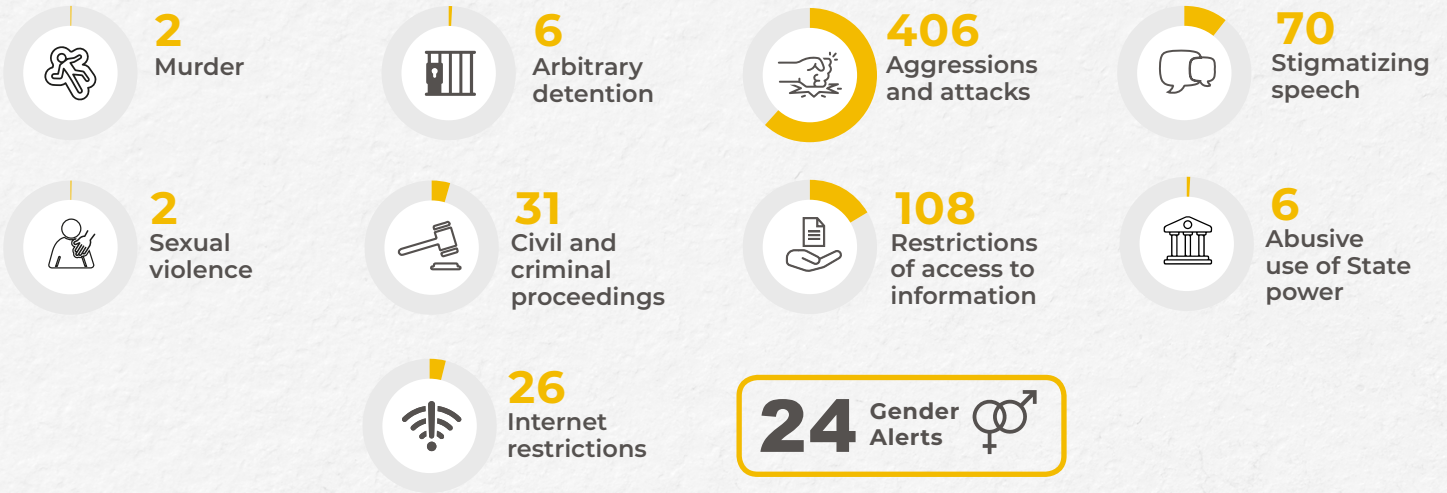 2
Murder
6
Arbitrary
detention
406
Aggressions
and attacks
70
Stigmatizing
speech
2
Sexual
violence
31
Civil and
criminal
proceedings
108
Restrictions
of access to
information
6
Abusive
use of State
power
26
Internet
restrictions
24
Gender
Alerts